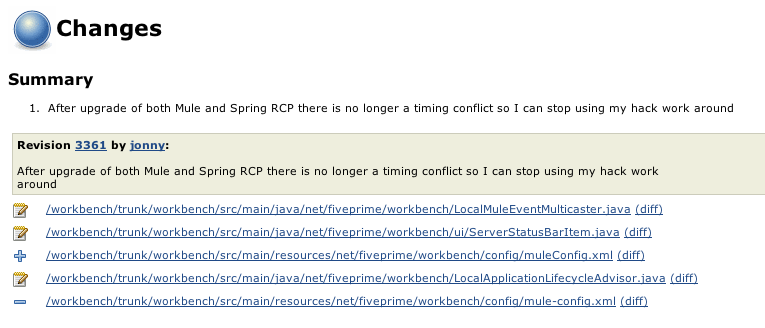 Changes
Summary
1. After upgrade of both Mule and Spring RCP there is no longer a timing conflict so I can stop using my hack work around
Revision 3361 by jonny:
After upgrade of both Mule and Spring RCP there is no longer a timing conflict so I can stop using my hack work
around
/workbench/trunk/workbench/src/main/java/net/fiveprime/workbench/LocalMuleEventMulticaster.java (diff)
/workbench/trunk/workbench/src/main/java/net/fiveprime/workbench/ui/ServerStatusBarItem.java (diff)
/workbench/trunk/workbench/src/main/resources/net/fiveprime/workbench/config/muleConfig.xml (diff)
/workbench/trunk/workbench/src/main/java/net/fiveprime/workbench/LocalApplicationLifecycleAdvisor.java (diff)
/workbench/trunk/workbench/src/main/resources/net/fiveprime/workbench/config/mule-config.xml (diff)